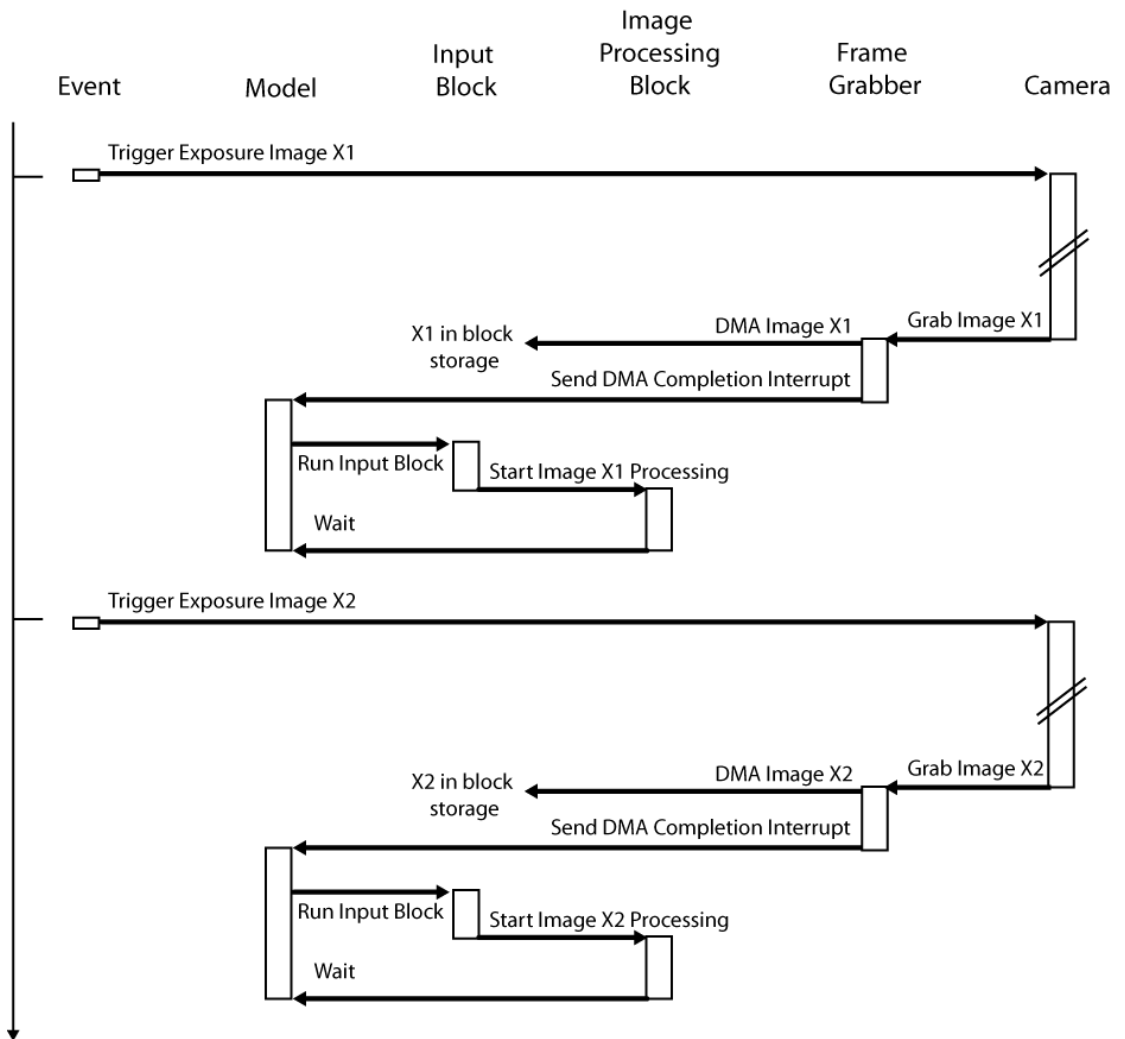 Event
Model
Input
Block
Image
Processing
Block
Frame
Grabber
Camera
Trigger Exposure Image X1
Grab Image X1
DMA Image X1
X1 in block
storage
Send DMA Completion Interrupt
Run Input Block
Start Image X1 Processing
Wait
Trigger Exposure Image X2
Grab Image X2
DMA Image X2
X2 in block
storage
Send DMA Completion Interrupt
Run Input Block
Start Image X2 Processing
Wait